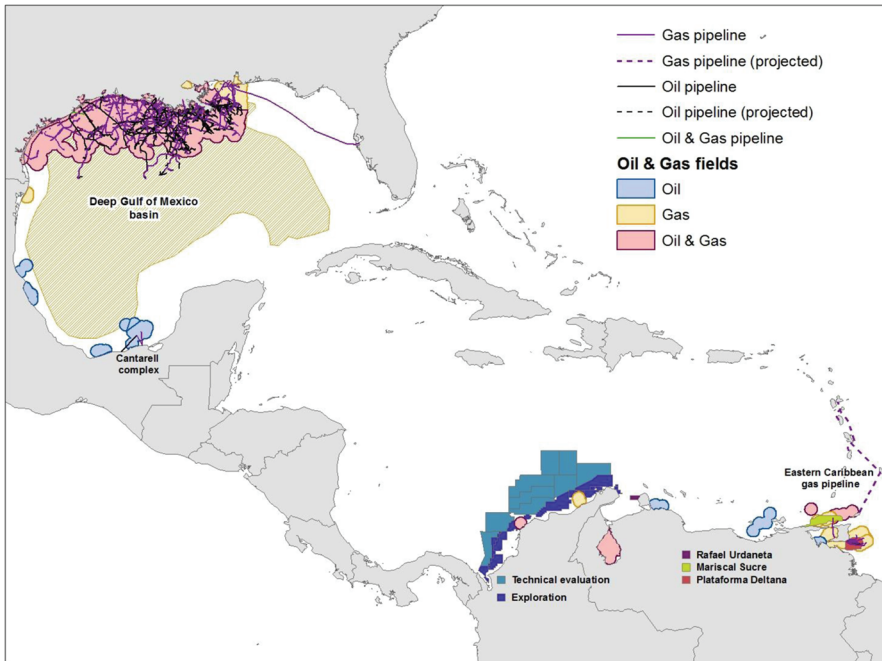 Gas pipeline
Gas pipeline (projected)
Oil pipeline
Oil pipeline (projected)
Oil & Gas pipeline
Oil & Gas fields
Oil
Gas
Oil & Gas
Deep Gulf of Mexico
basin
Cantarell
complex
Eastern Caribbean
gas pipeline
Rafael Urdaneta
Mariscal Sucre
Plataforma Deltana
Technical evaluation
Exploration